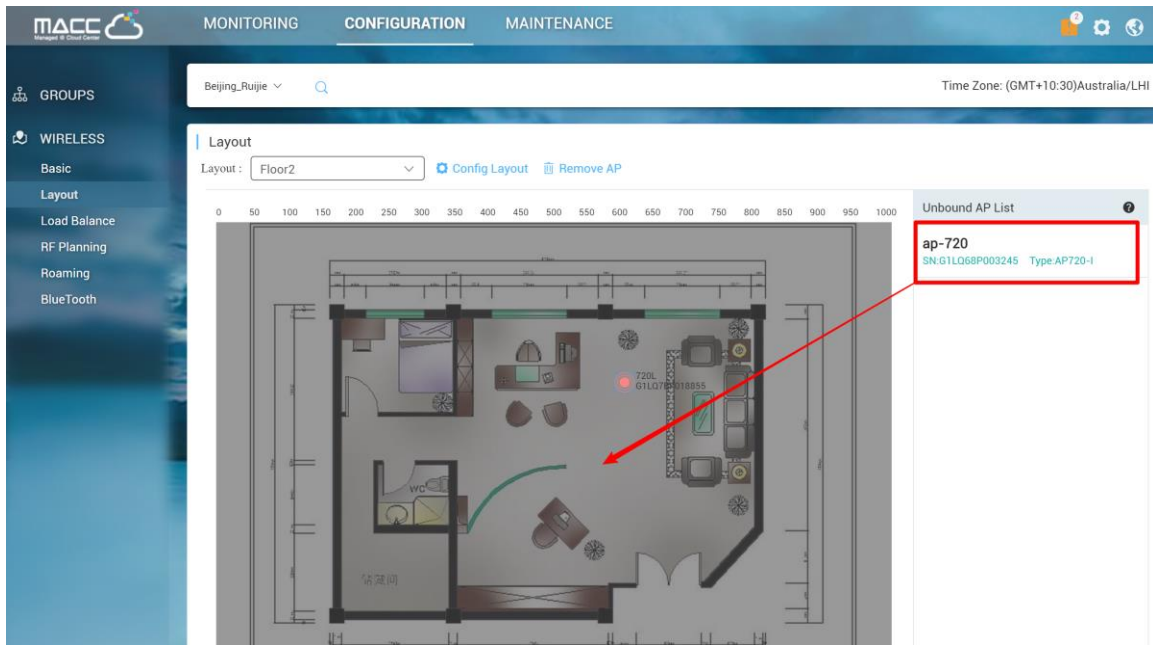 MACC
Managed @ Cloud Center
MONITORING CONFIGURATION MAINTENANCE
2
GROUPS
WIRELESS
Basic
Layout
Load Balance
RF Planning
Roaming
BlueTooth
Beijing_Ruijie
Time Zone: (GMT+10:30)Australia/LHI
Layout
Layout : Floor2 Config Layout Remove AP
0 50 100 150 200 250 300 350 400 450 500 550 600 650 700 750 800 850 900 950 1000
Unbound AP List
ap-720
SN:G1LQ68P003245 Type:AP720-I
720L
WC